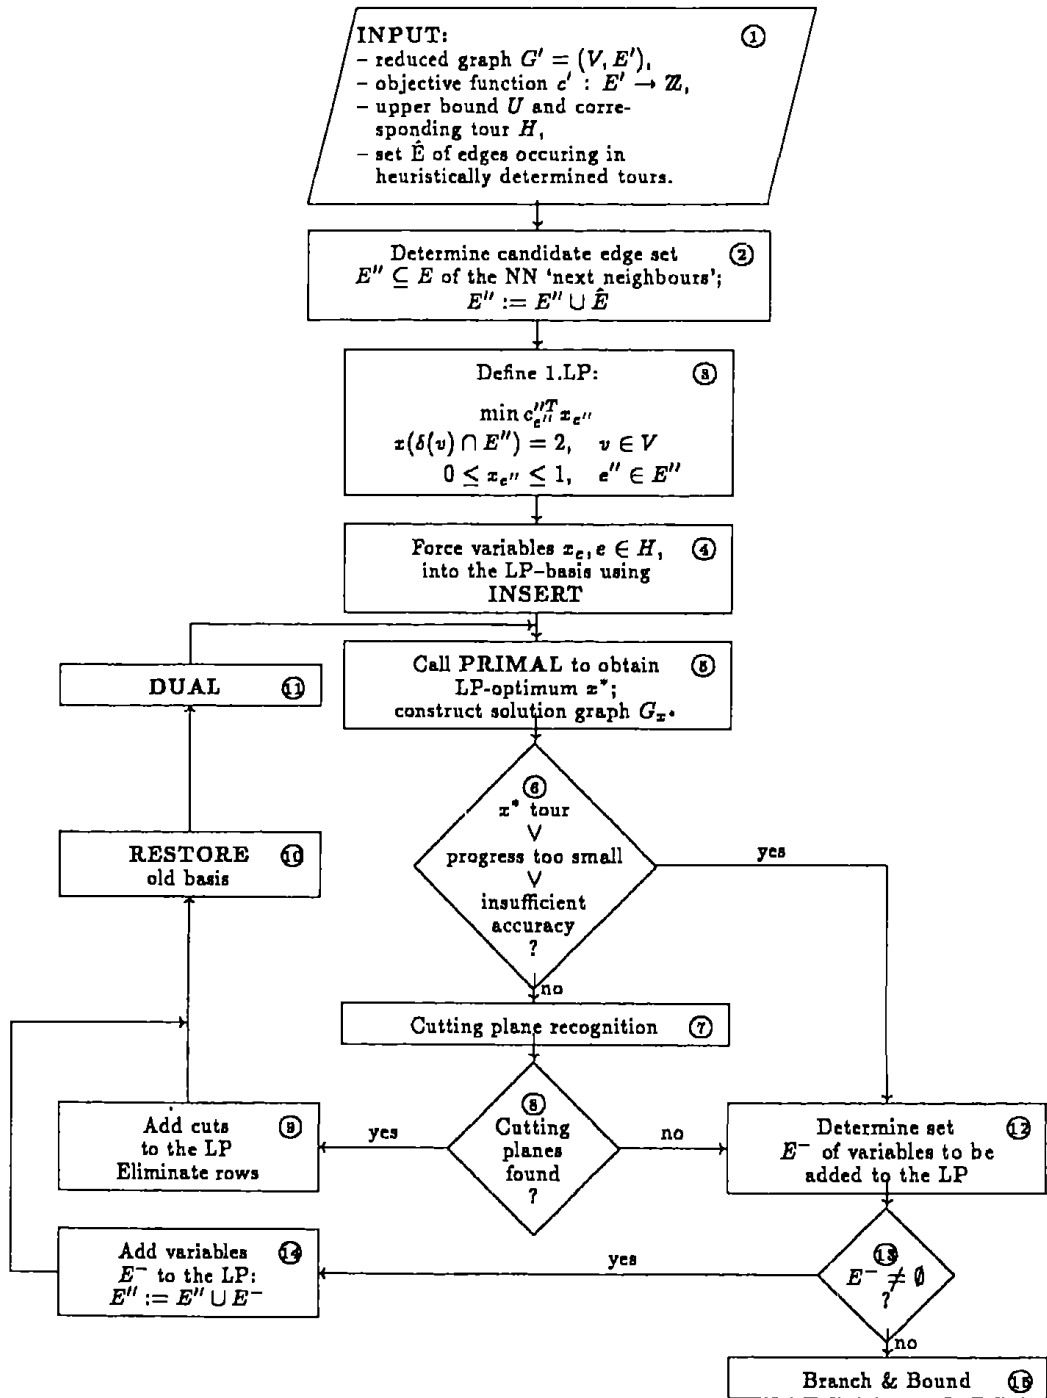 INPUT: ①
– reduced graph G′ = (V, E′),
– objective function c′ : E′ → ℤ,
– upper bound U and corre-
sponding tour H,
– set Ê of edges occuring in
heuristically determined tours.
Determine candidate edge set ②
E″ ⊆ E of the NN ‘next neighbours’;
E″ := E″ ∪ Ê
Define 1.LP: ③
min c″ᵀₑ″ xₑ″
x(δ(v) ∩ E″) = 2, v ∈ V
0 ≤ xₑ″ ≤ 1, e″ ∈ E″
Force variables xₑ, e ∈ H, ④
into the LP–basis using
INSERT
Call PRIMAL to obtain ⑤
LP-optimum x*;
construct solution graph Gₓ*
DUAL ⑪
⑥
x* tour
∨
progress too small
∨
insufficient
accuracy
?
yes
RESTORE ⑩
old basis
no
Cutting plane recognition ⑦
⑧
Cutting
planes
found
?
yes
no
Add cuts ⑨
to the LP
Eliminate rows
Determine set ⑫
E⁻ of variables to be
added to the LP
⑬
E⁻ ≠ ∅
?
yes
Add variables ⑭
E⁻ to the LP:
E″ := E″ ∪ E⁻
no
Branch & Bound ⑮